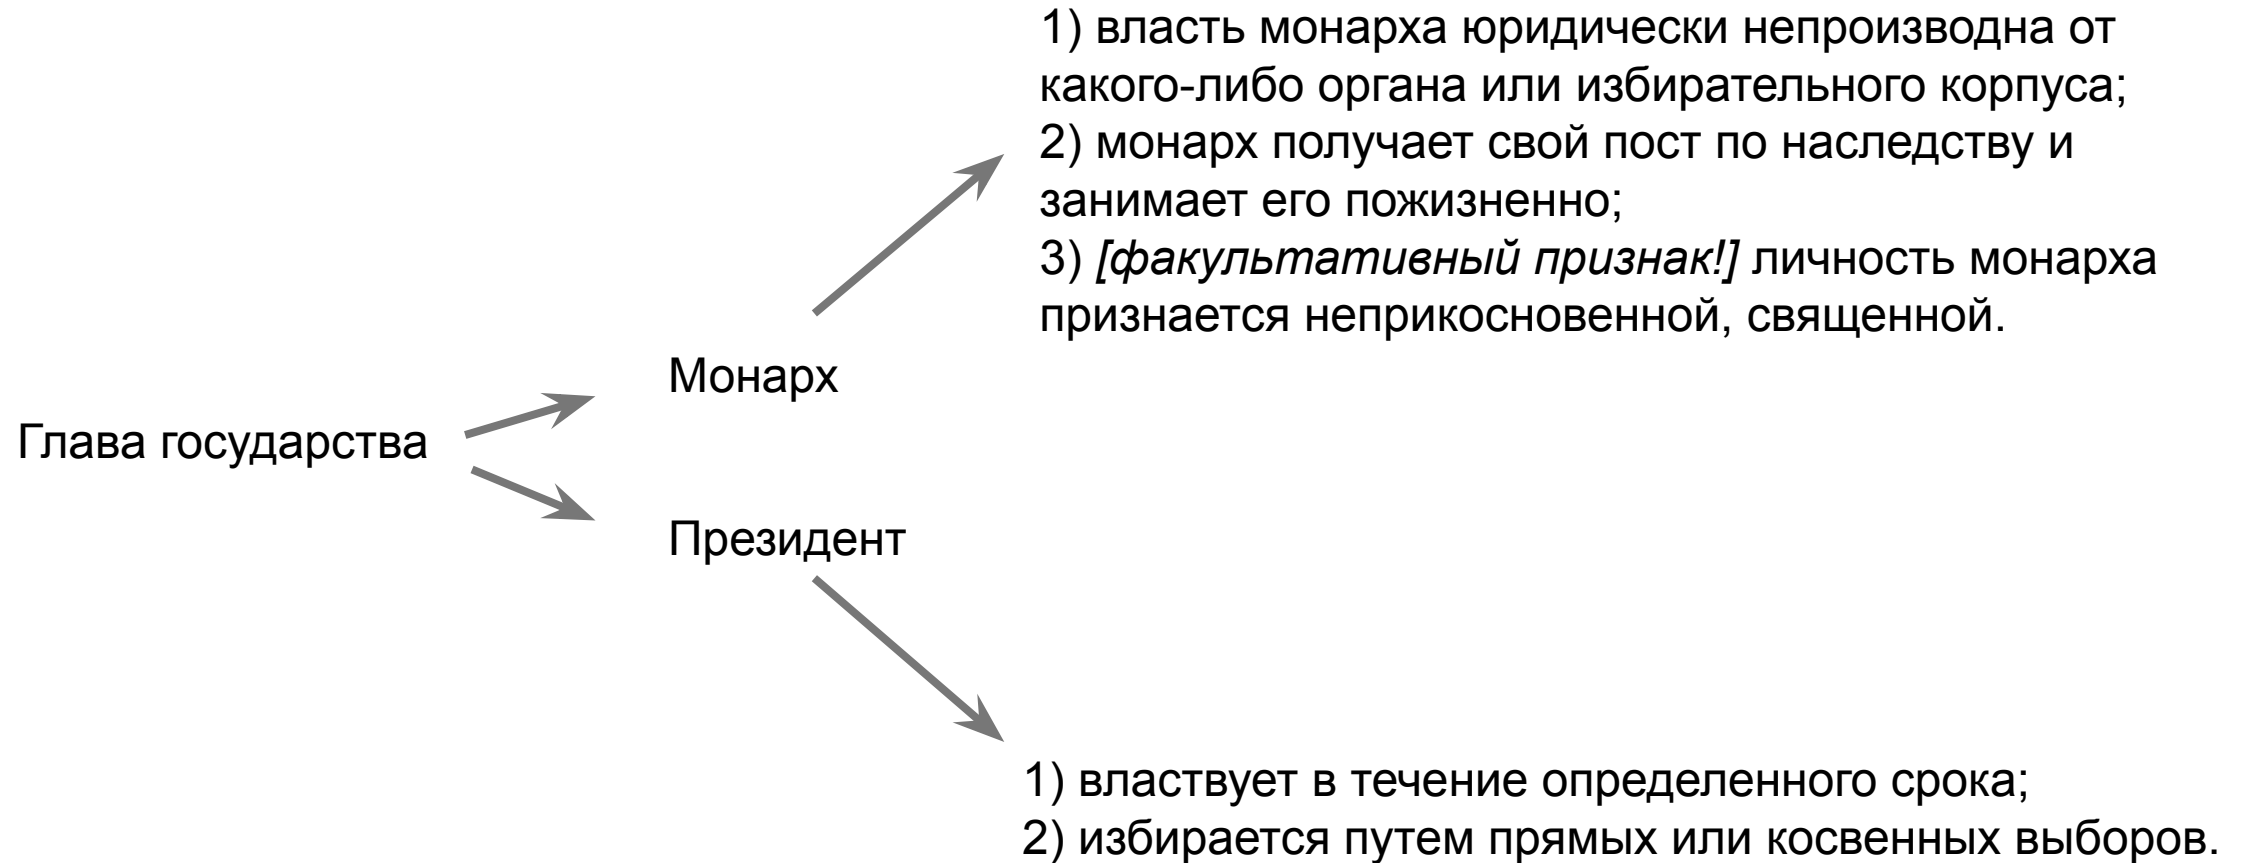 1) власть монарха юридически непроизводна от
какого-либо органа или избирательного корпуса;
2) монарх получает свой пост по наследству и
занимает его пожизненно;
3) [факультативный признак!] личность монарха
признается неприкосновенной, священной.
Монарх
Глава государства
Президент
1) властвует в течение определенного срока;
2) избирается путем прямых или косвенных выборов.